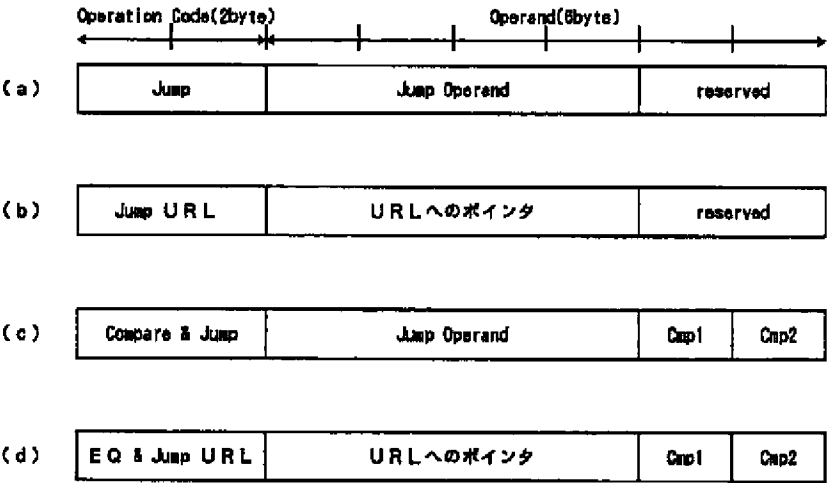 Operation Code(2byte) Operand(6byte)
(a) Jump Jump Operand reserved
(b) Jump URL URLへのポインタ reserved
(c) Compare & Jump Jump Operand Cmp1 Cmp2
(d) EQ & Jump URL URLへのポインタ Cmp1 Cmp2